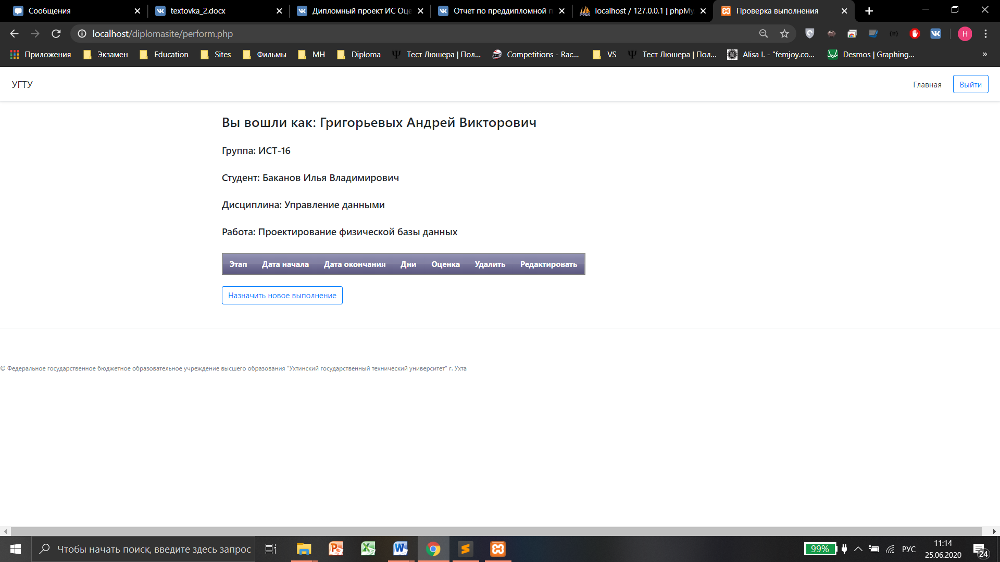 Сообщения
textovka_2.docx
Дипломный проект ИС Оце
Отчет по преддипломной п
localhost / 127.0.0.1 | phpMy
Проверка выполнения
localhost/diplomasite/perform.php
Н
Приложения
Экзамен
Education
Sites
Фильмы
МН
Diploma
Тест Люшера | Пол...
Competitions - Rac...
VS
Тест Люшера | Пол...
Alisa I. - "femjoy.co...
Desmos | Graphing...
»
УГТУ
Главная
Выйти
Вы вошли как: Григорьевых Андрей Викторович
Группа: ИСТ-16
Студент: Баканов Илья Владимирович
Дисциплина: Управление данными
Работа: Проектирование физической базы данных
Этап Дата начала Дата окончания Дни Оценка Удалить Редактировать
Назначить новое выполнение
© Федеральное государственное бюджетное образовательное учреждение высшего образования "Ухтинский государственный технический университет" г. Ухта
Чтобы начать поиск, введите здесь запрос
99%
РУС
11:14
25.06.2020
24